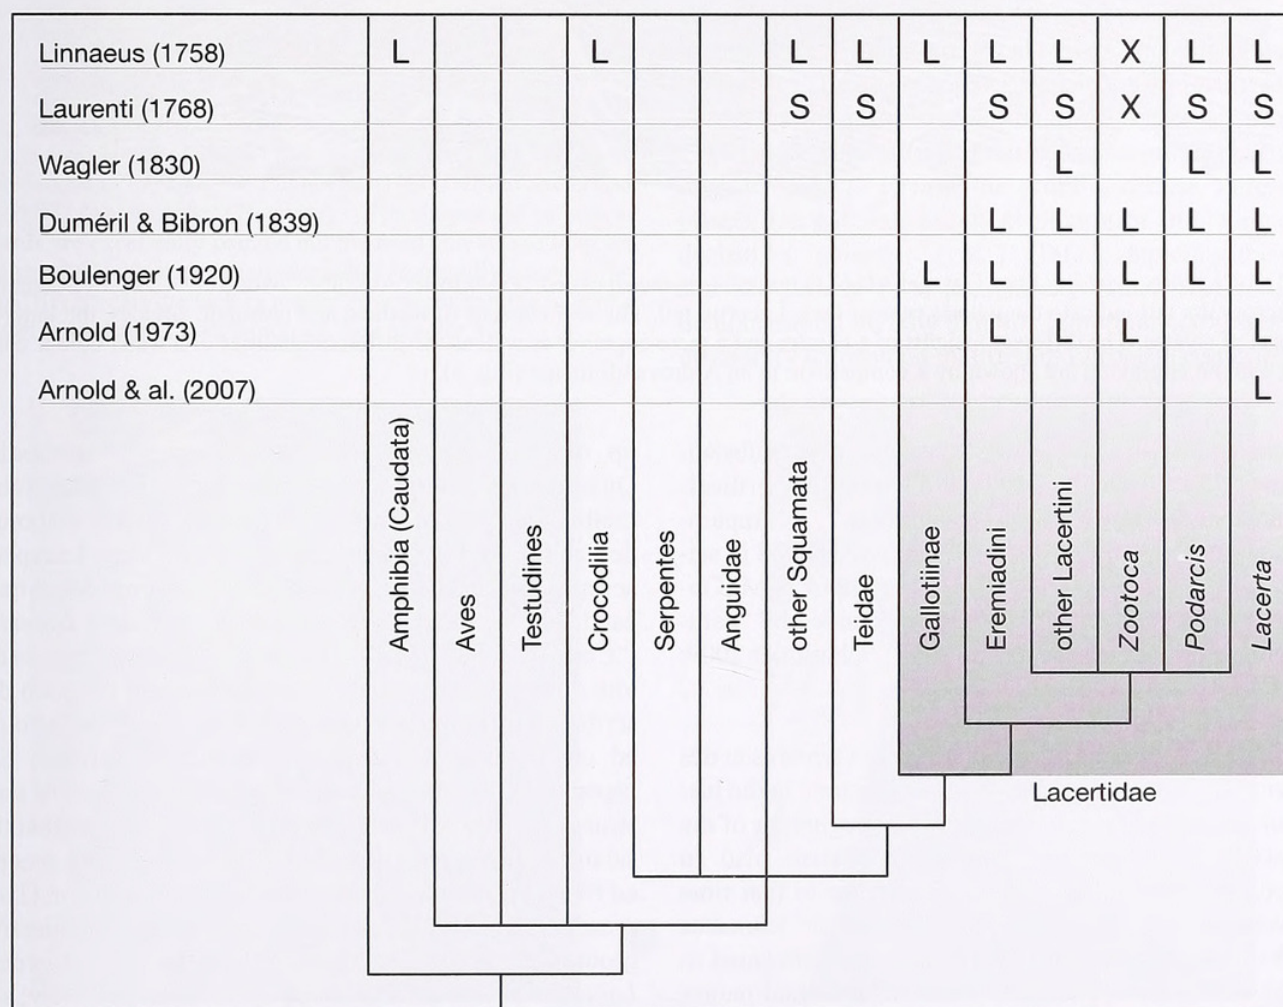 Linnaeus (1758) L L L L L L L X L L
Laurenti (1768) S S S S X S S
Wagler (1830) L L L
Duméril & Bibron (1839) L L L L L
Boulenger (1920) L L L L L L
Arnold (1973) L L L L
Arnold & al. (2007) L
Amphibia (Caudata)
Aves
Testudines
Crocodilia
Serpentes
Anguidae
other Squamata
Teidae
Gallotiinae
Eremiadini
other Lacertini
Zootoca
Podarcis
Lacerta
Lacertidae